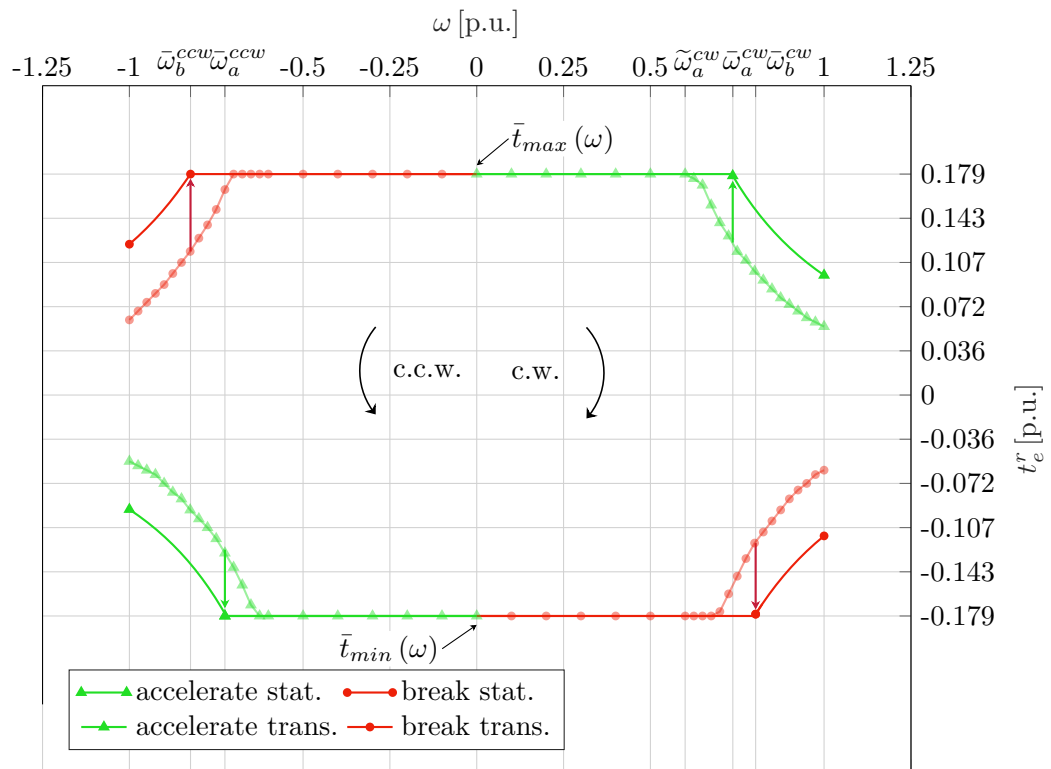 ω [p.u.]
-1.25 -1 ω̄_b^{ccw} ω̄_a^{ccw} -0.5 -0.25 0 0.25 0.5 ω̃_a^{cw} ω̄_a^{cw} ω̄_b^{cw} 1 1.25
t̄_{max} (ω)
0.179
0.143
0.107
0.072
0.036
c.c.w. c.w.
0
-0.036
-0.072
-0.107
-0.143
-0.179
t_e^r [p.u.]
t̄_{min} (ω)
accelerate stat. break stat.
accelerate trans. break trans.